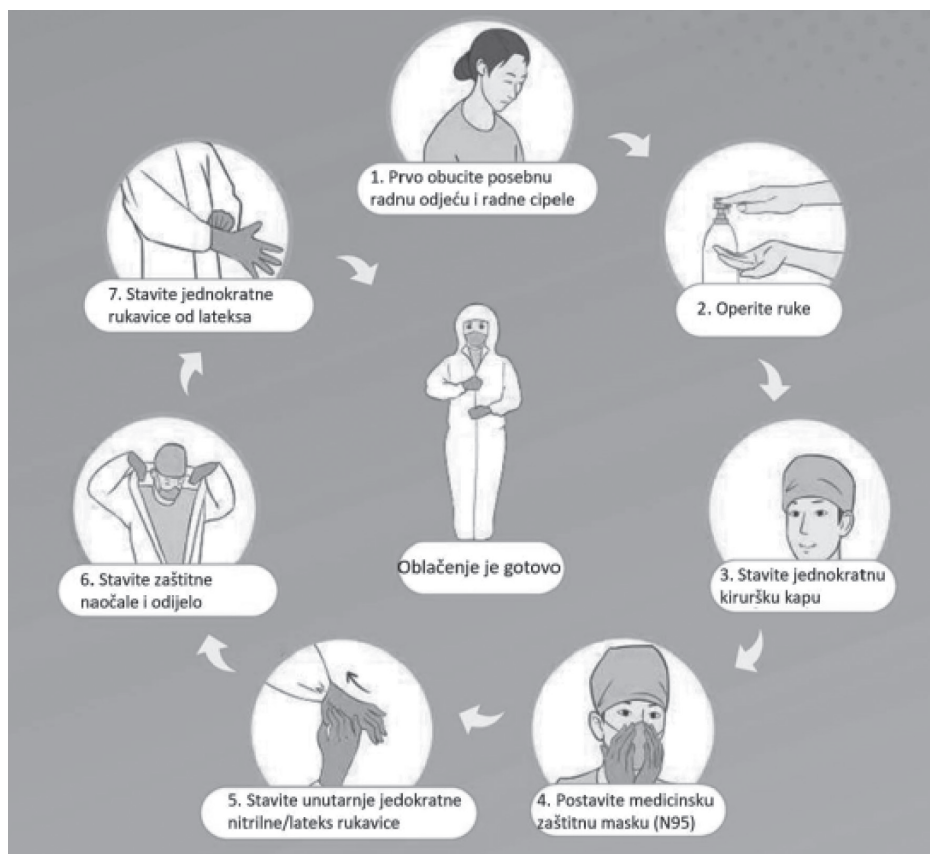 1. Prvo obucite posebnu
radnu odjeću i radne cipele
2. Operite ruke
3. Stavite jednokratnu
kiruršku kapu
4. Postavite medicinsku
zaštitnu masku (N95)
5. Stavite unutarnje jedokratne
nitrilne/lateks rukavice
6. Stavite zaštitne
naočale i odijelo
7. Stavite jednokratne
rukavice od lateksa
Oblačenje je gotovo